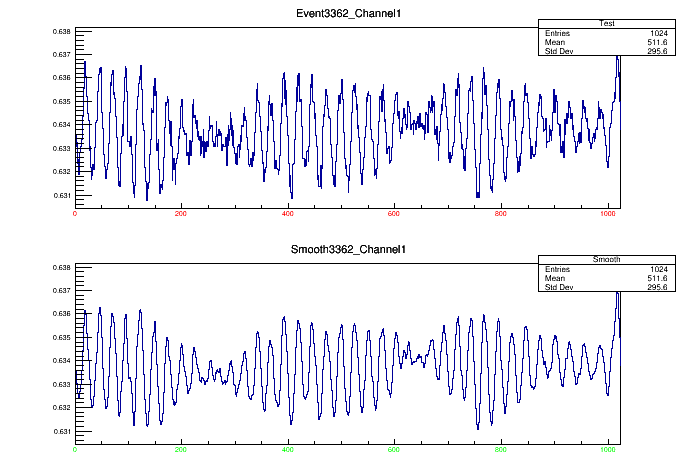 Event3362_Channel1
Test
Entries 1024
Mean 511.6
Std Dev 295.6
0.638
0.637
0.636
0.635
0.634
0.633
0.632
0.631
0 200 400 600 800 1000
Smooth3362_Channel1
Smooth
Entries 1024
Mean 511.6
Std Dev 295.6
0.638
0.637
0.636
0.635
0.634
0.633
0.632
0.631
0 200 400 600 800 1000